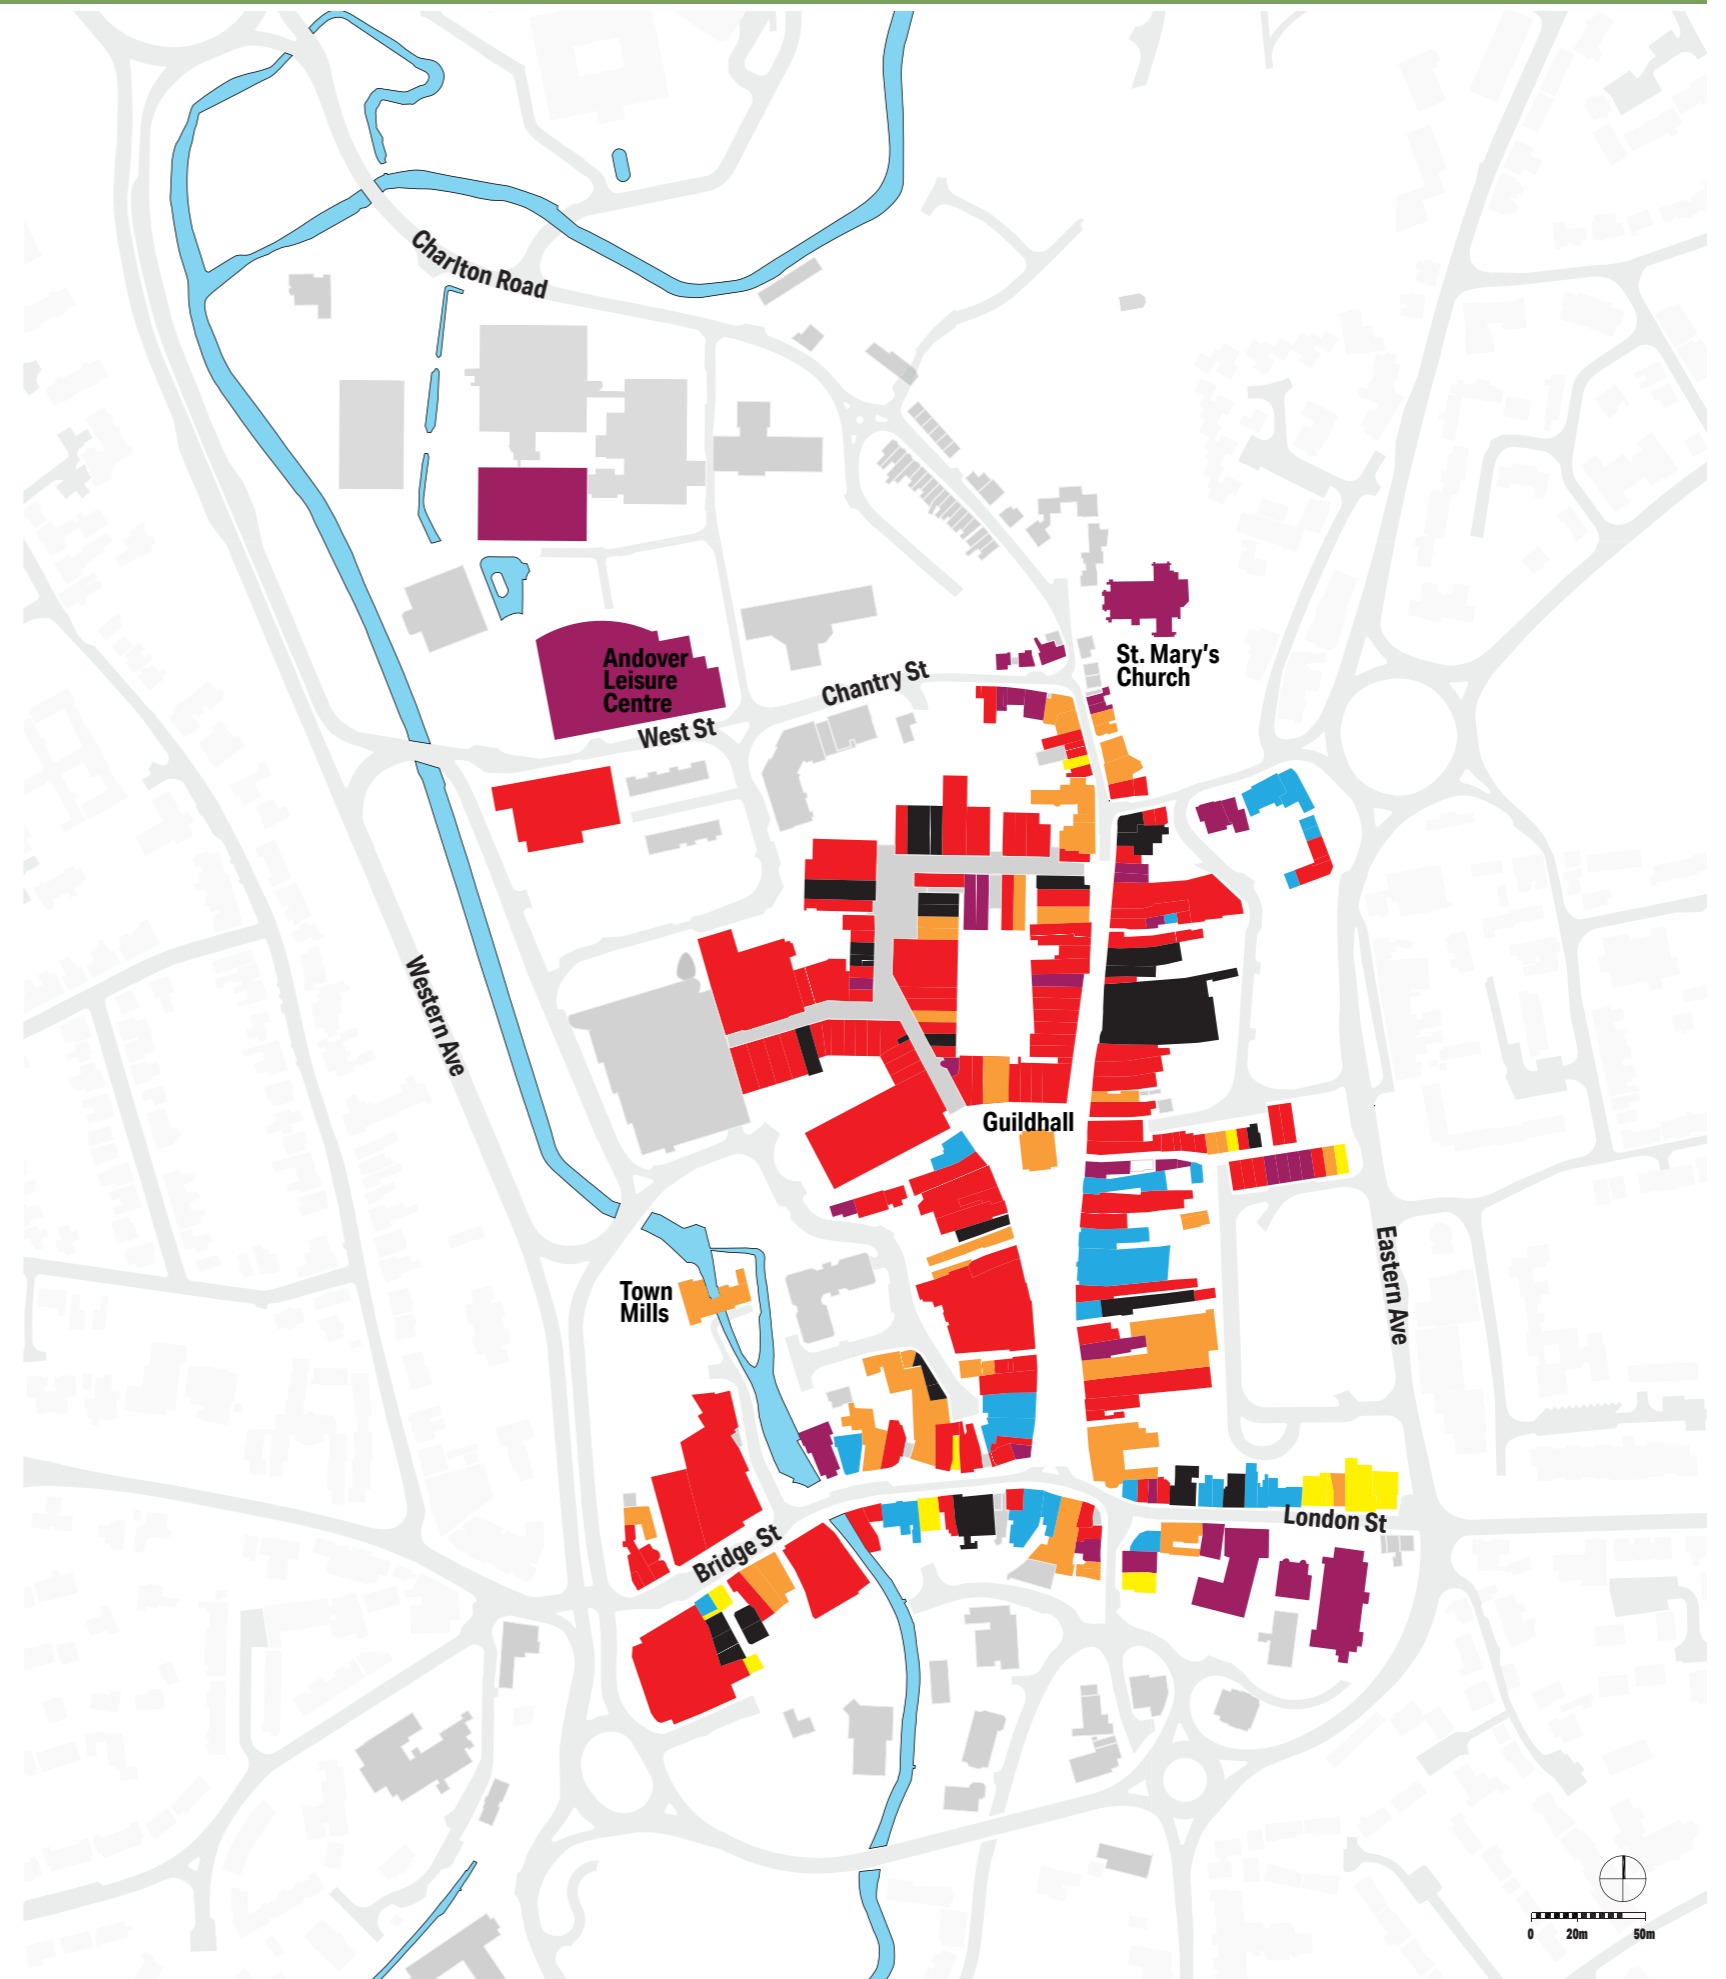 Charlton Road
St. Mary's
Church
Andover
Leisure
Centre
Chantry St
West St
Western Ave
Guildhall
Eastern Ave
Town
Mills
London St
Bridge St
0 20m 50m